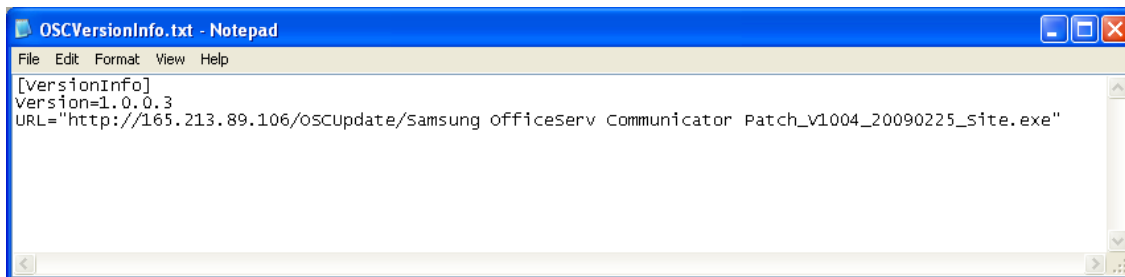 OSCVersionInfo.txt - Notepad
File Edit Format View Help
[VersionInfo]
Version=1.0.0.3
URL="http://165.213.89.106/OSCUpdate/Samsung OfficeServ Communicator Patch_V1004_20090225_Site.exe"